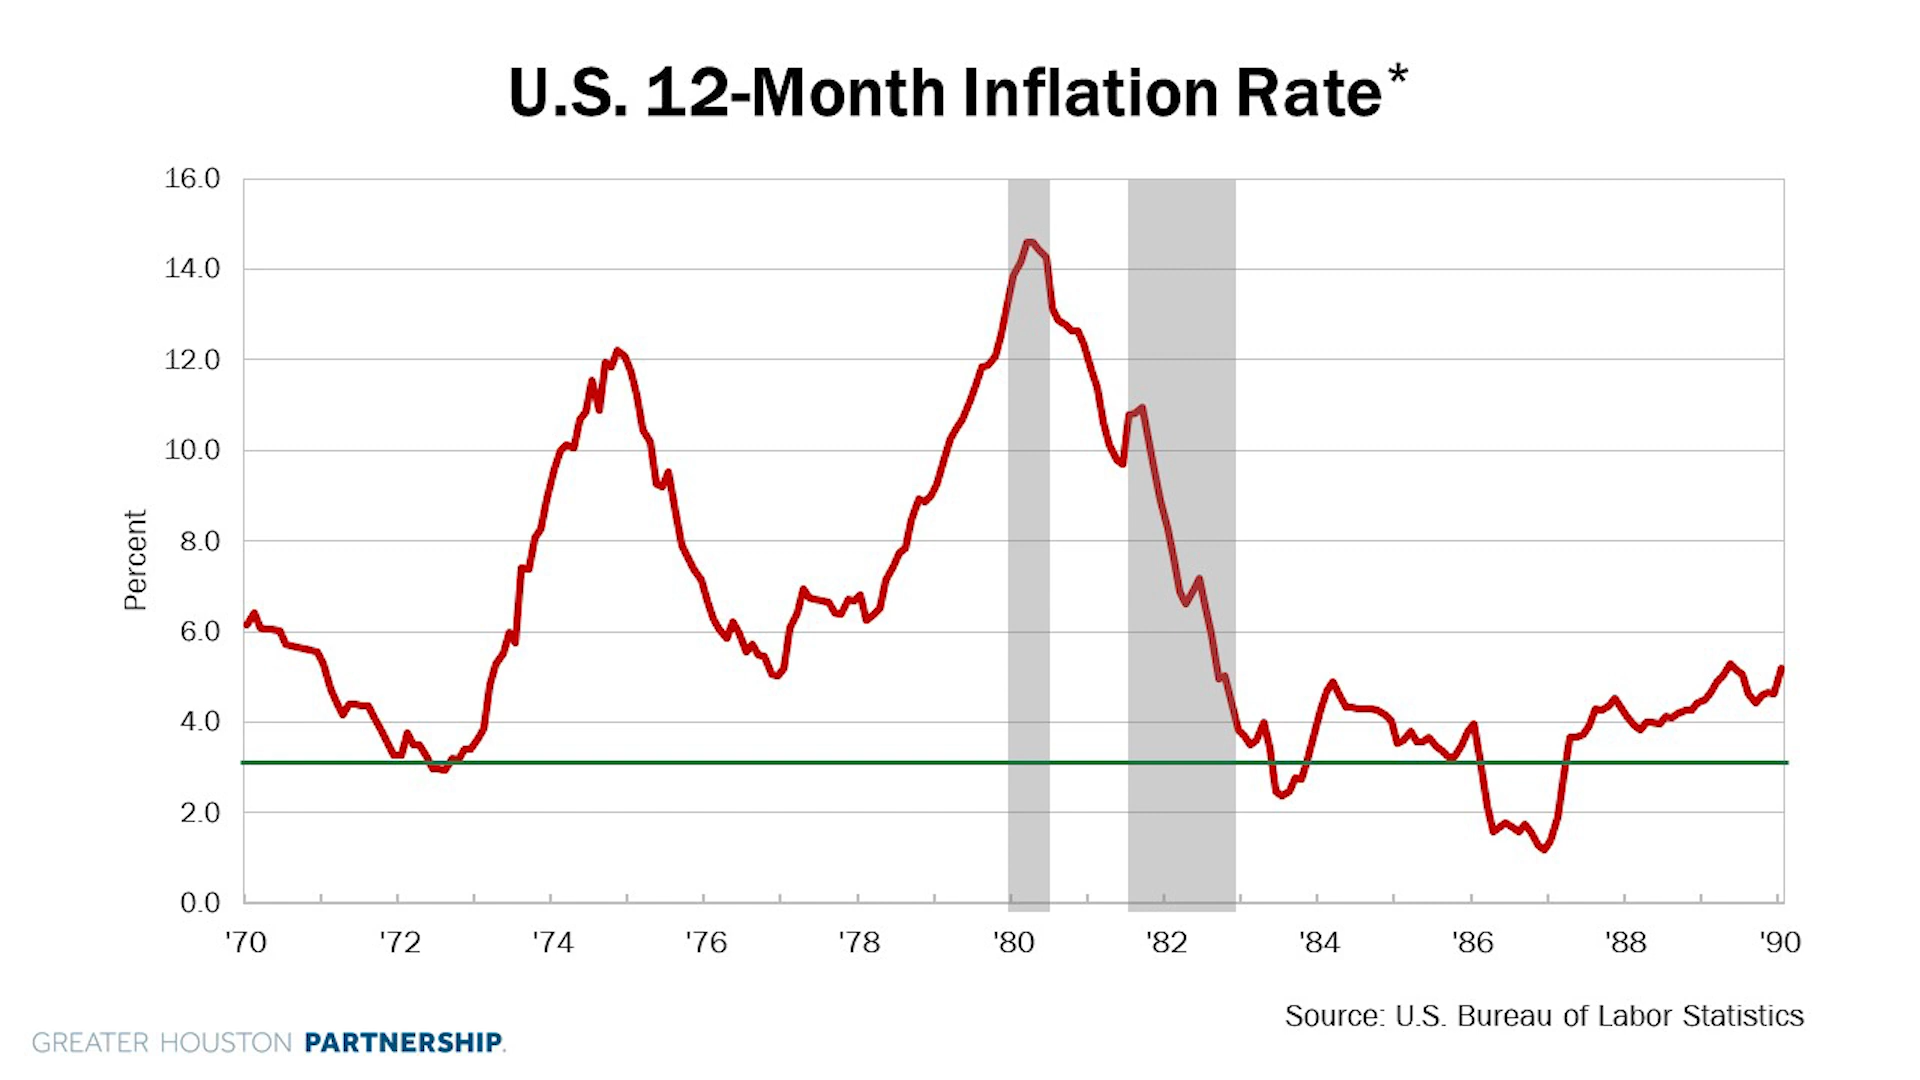 U.S. 12-Month Inflation Rate*
16.0
14.0
12.0
10.0
8.0
6.0
4.0
2.0
0.0
Percent
'70 '72 '74 '76 '78 '80 '82 '84 '86 '88 '90
Source: U.S. Bureau of Labor Statistics
GREATER HOUSTON PARTNERSHIP.